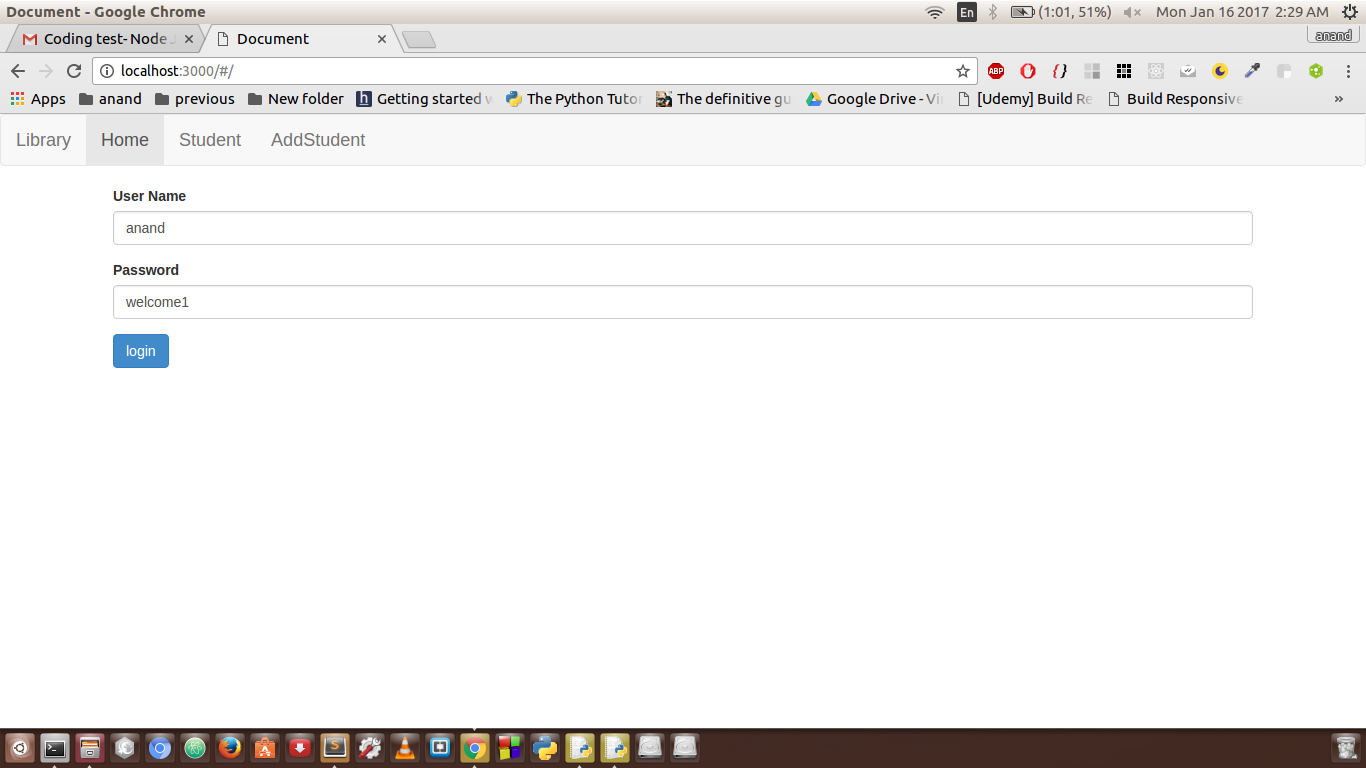 Document - Google Chrome
En
(1:01, 51%)
Mon Jan 16 2017 2:29 AM
Coding test- Node
Document
anand
localhost:3000/#/
ABP
Apps
anand
previous
New folder
h
Getting started
The Python Tutor
The definitive gu
Google Drive - Vi
[Udemy] Build Re
Build Responsive
»
Library
Home
Student
AddStudent
User Name
anand
Password
welcome1
login